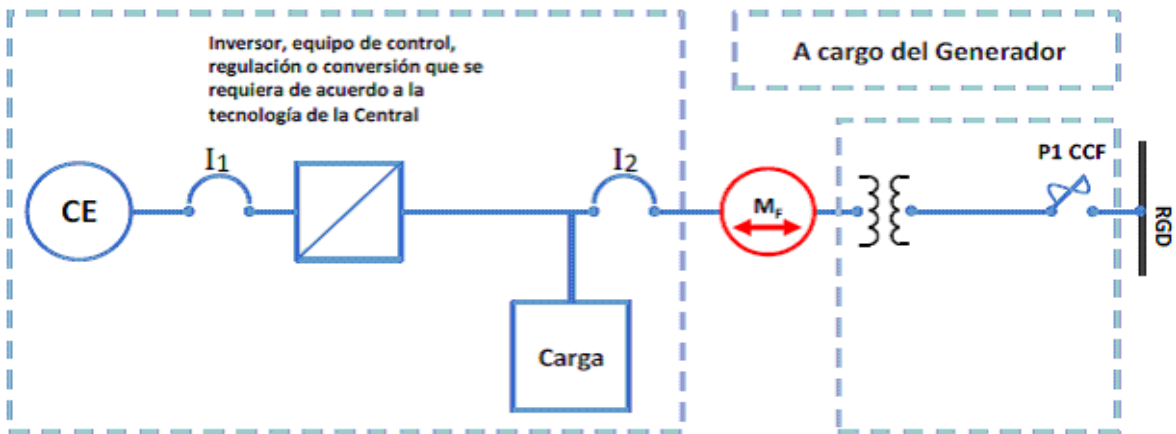 Inversor, equipo de control,
regulación o conversión que se
requiera de acuerdo a la
tecnología de la Central
A cargo del Generador
I1
I2
P1 CCF
CE
MF
RGD
Carga